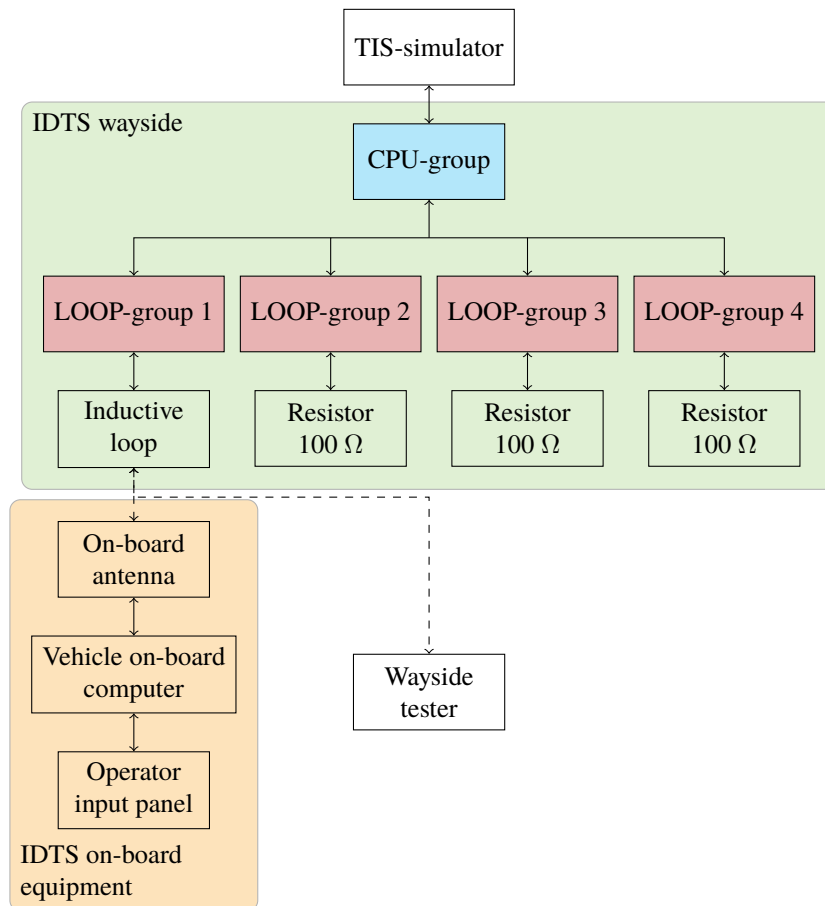 TIS-simulator
IDTS wayside
CPU-group
LOOP-group 1
LOOP-group 2
LOOP-group 3
LOOP-group 4
Inductive
loop
Resistor
100 Ω
Resistor
100 Ω
Resistor
100 Ω
On-board
antenna
Vehicle on-board
computer
Wayside
tester
Operator
input panel
IDTS on-board
equipment